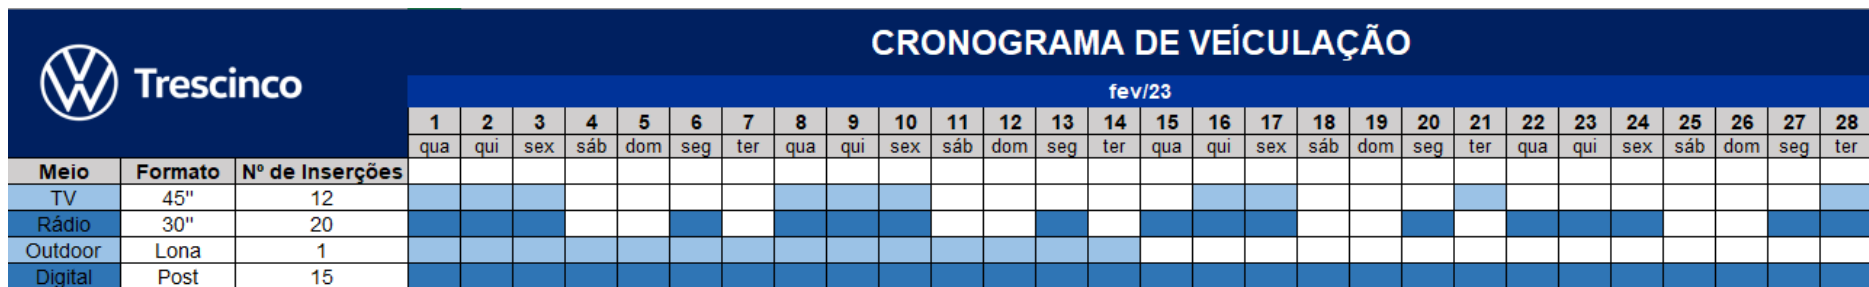 CRONOGRAMA DE VEÍCULAÇÃO
Trescinco
fev/23
1 2 3 4 5 6 7 8 9 10 11 12 13 14 15 16 17 18 19 20 21 22 23 24 25 26 27 28
qua qui sex sáb dom seg ter qua qui sex sáb dom seg ter qua qui sex sáb dom seg ter qua qui sex sáb dom seg ter
Meio Formato Nº de Inserções
TV 45" 12
Rádio 30" 20
Outdoor Lona 1
Digital Post 15